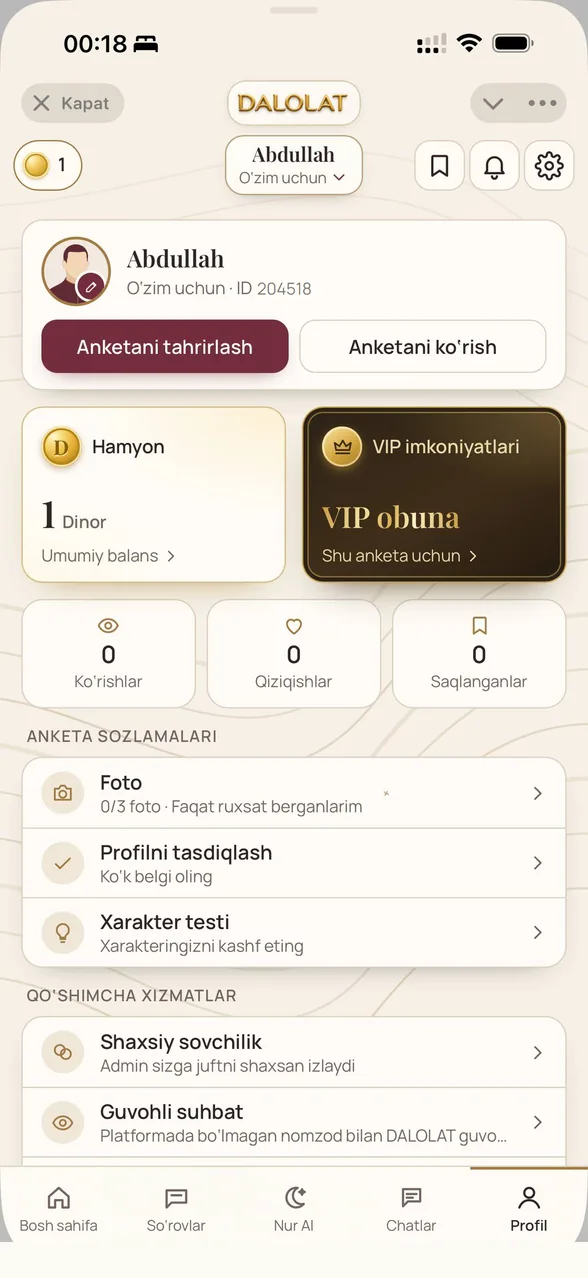 00:18
Kapat
DALOLAT
1
Abdullah
O'zim uchun
Abdullah
O'zim uchun · ID 204518
Anketani tahrirlash
Anketani ko'rish
D
Hamyon
1 Dinor
Umumiy balans
VIP imkoniyatlari
VIP obuna
Shu anketa uchun
0
Ko'rishlar
0
Qiziqishlar
0
Saqlanganlar
ANKETA SOZLAMALARI
Foto
0/3 foto · Faqat ruxsat berganlarim
Profilni tasdiqlash
Ko'k belgi oling
Xarakter testi
Xarakteringizni kashf eting
QO'SHIMCHA XIZMATLAR
Shaxsiy sovchilik
Admin sizga juftni shaxsan izlaydi
Guvohli suhbat
Platformada bo'lmagan nomzod bilan DALOLAT guvo...
Bosh sahifa
So'rovlar
Nur AI
Chatlar
Profil